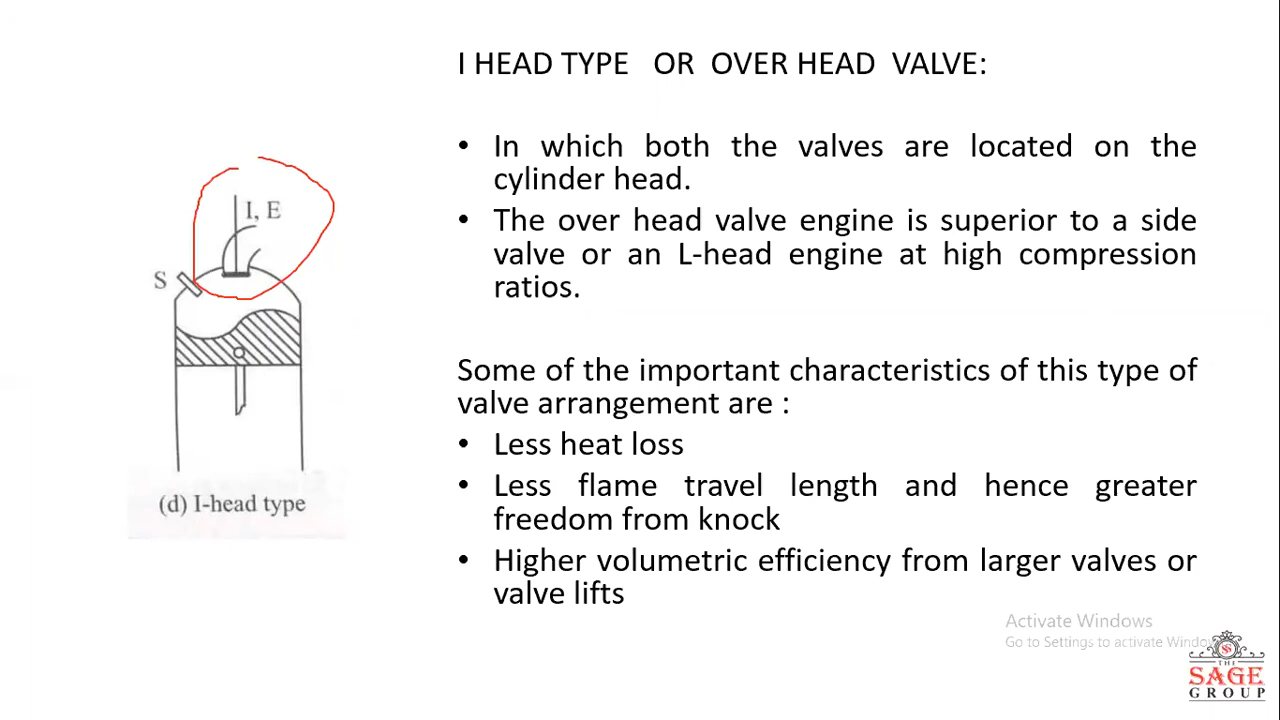 I HEAD TYPE OR OVER HEAD VALVE:
• In which both the valves are located on the
cylinder head.
• The over head valve engine is superior to a side
valve or an L-head engine at high compression
ratios.
I, E
S
(d) I-head type
Some of the important characteristics of this type of
valve arrangement are :
• Less heat loss
• Less flame travel length and hence greater
freedom from knock
• Higher volumetric efficiency from larger valves or
valve lifts
Activate Windows
Go to Settings to activate Windo
THE
SAGE
GROUP